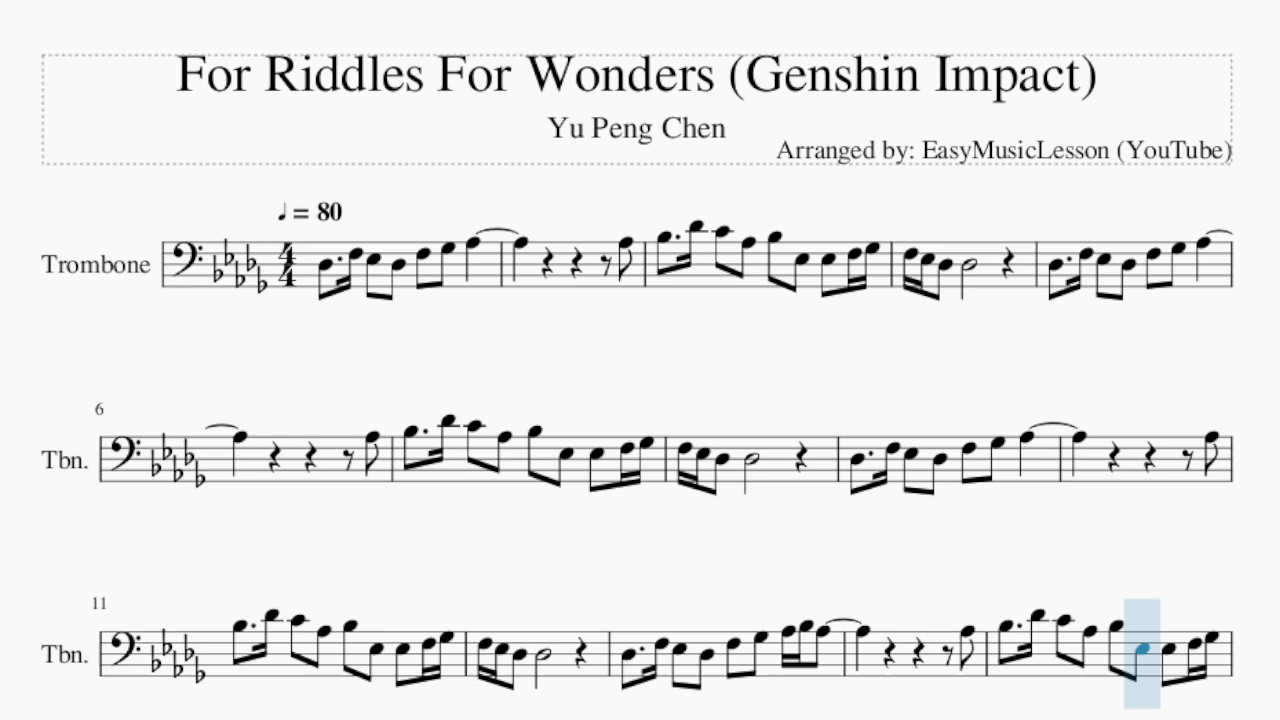 For Riddles For Wonders (Genshin Impact)
Yu Peng Chen
Arranged by: EasyMusicLesson (YouTube)
♩ = 80
Trombone
4/4
6
Tbn.
11
Tbn.